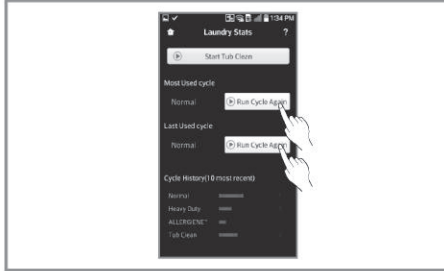 1:34 PM
Laundry Stats ?
Start Tub Clean
Most Used cycle
Normal Run Cycle Again
Last Used cycle
Normal Run Cycle Again
Cycle History(10 most recent)
Normal
Heavy Duty
ALLERGIENE™
Tub Clean